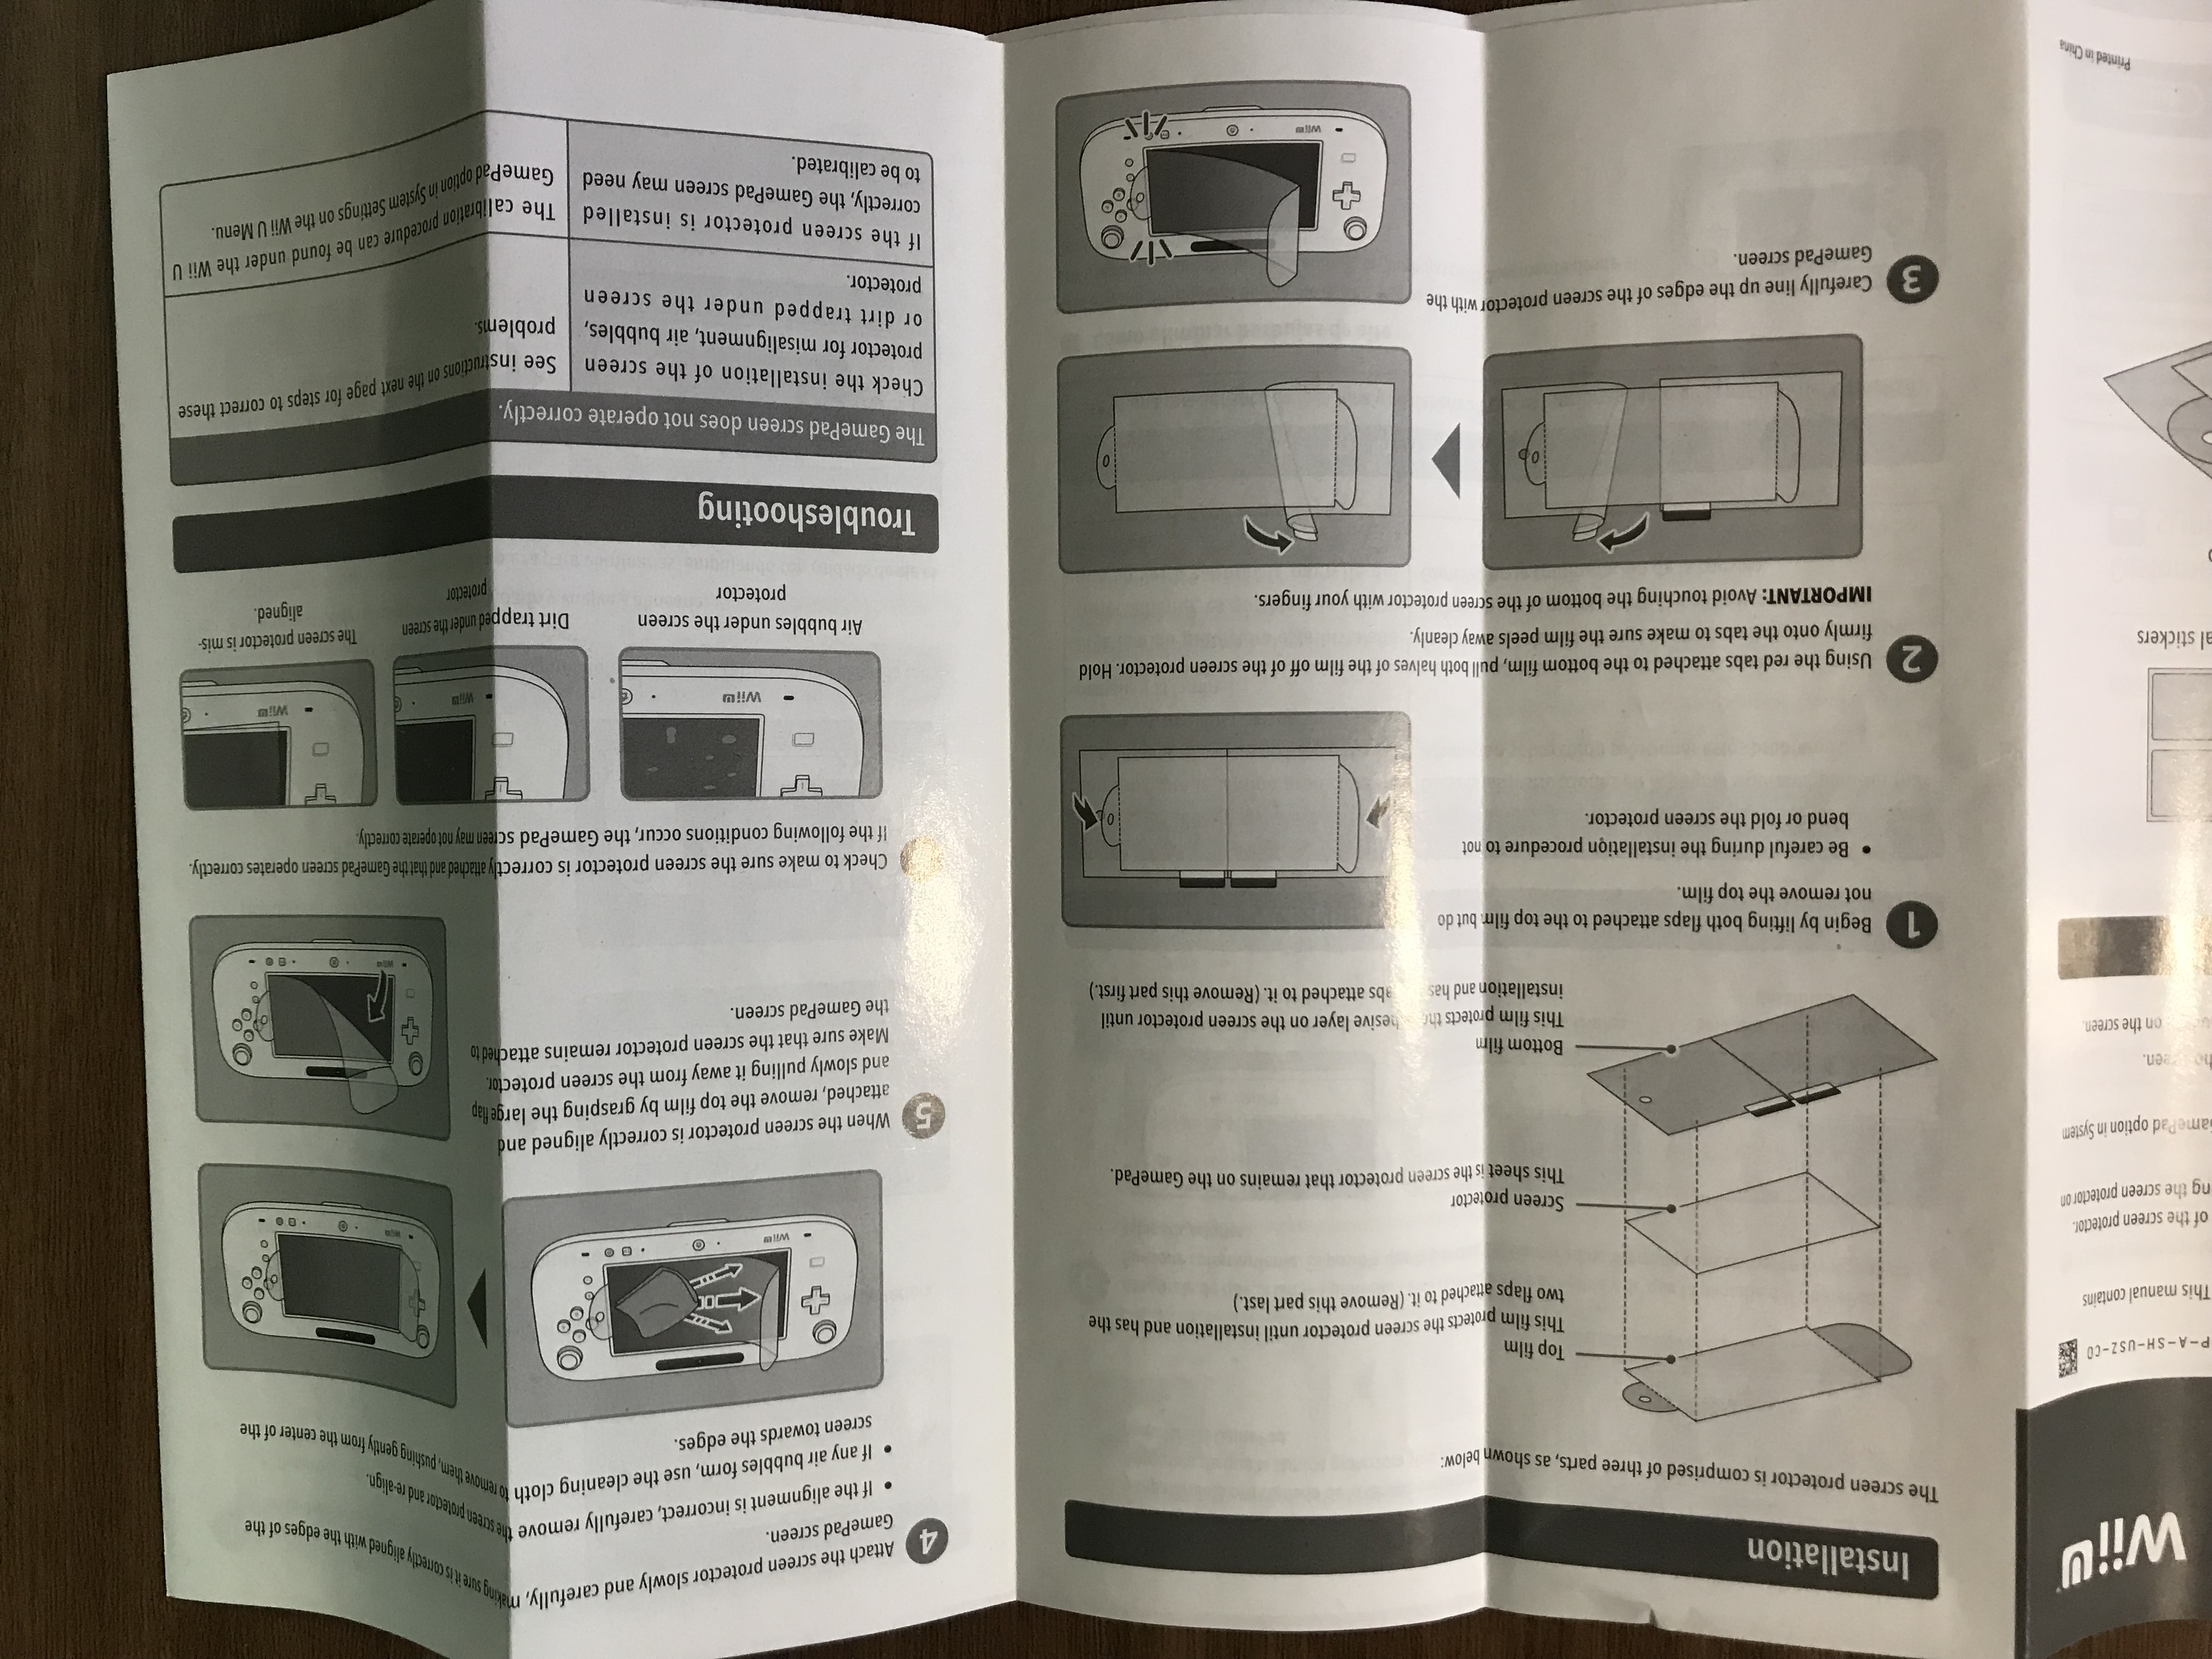 WiiU
P-A-SH-USZ-C0
This manual contains
of the screen protector.
ng the screen protector on
GamePad option in System
een.
on the screen.
al stickers
Printed in China
Installation
The screen protector is comprised of three parts, as shown below:
Top film
This film protects the screen protector until installation and has the
two flaps attached to it. (Remove this part last.)
Screen protector
This sheet is the screen protector that remains on the GamePad.
Bottom film
This film protects the hesive layer on the screen protector until
installation and has abs attached to it. (Remove this part first.)
1
Begin by lifting both flaps attached to the top film but do
not remove the top film.
• Be careful during the installation procedure to not
bend or fold the screen protector.
2
Using the red tabs attached to the bottom film, pull both halves of the film off of the screen protector. Hold
firmly onto the tabs to make sure the film peels away cleanly.
IMPORTANT: Avoid touching the bottom of the screen protector with your fingers.
3
Carefully line up the edges of the screen protector with the
GamePad screen.
WiiU
4
Attach the screen protector slowly and carefully, making sure it is correctly aligned with the edges of the
GamePad screen.
• If the alignment is incorrect, carefully remove the screen protector and re-align.
• If any air bubbles form, use the cleaning cloth to remove them, pushing gently from the center of the
screen towards the edges.
WiiU
WiiU
5
When the screen protector is correctly aligned and
attached, remove the top film by grasping the large flap
and slowly pulling it away from the screen protector.
Make sure that the screen protector remains attached to
the GamePad screen.
WiiU
Check to make sure the screen protector is correctly attached and that the GamePad screen operates correctly.
If the following conditions occur, the GamePad screen may not operate correctly.
WiiU
WiiU
WiiU
Air bubbles under the screen
protector
Dirt trapped under the screen
protector
The screen protector is mis-
aligned.
Troubleshooting
The GamePad screen does not operate correctly.
Check the installation of the screen
protector for misalignment, air bubbles,
or dirt trapped under the screen
protector.
See instructions on the next page for steps to correct these
problems.
If the screen protector is installed
correctly, the GamePad screen may need
to be calibrated.
The calibration procedure can be found under the Wii U
GamePad option in System Settings on the Wii U Menu.